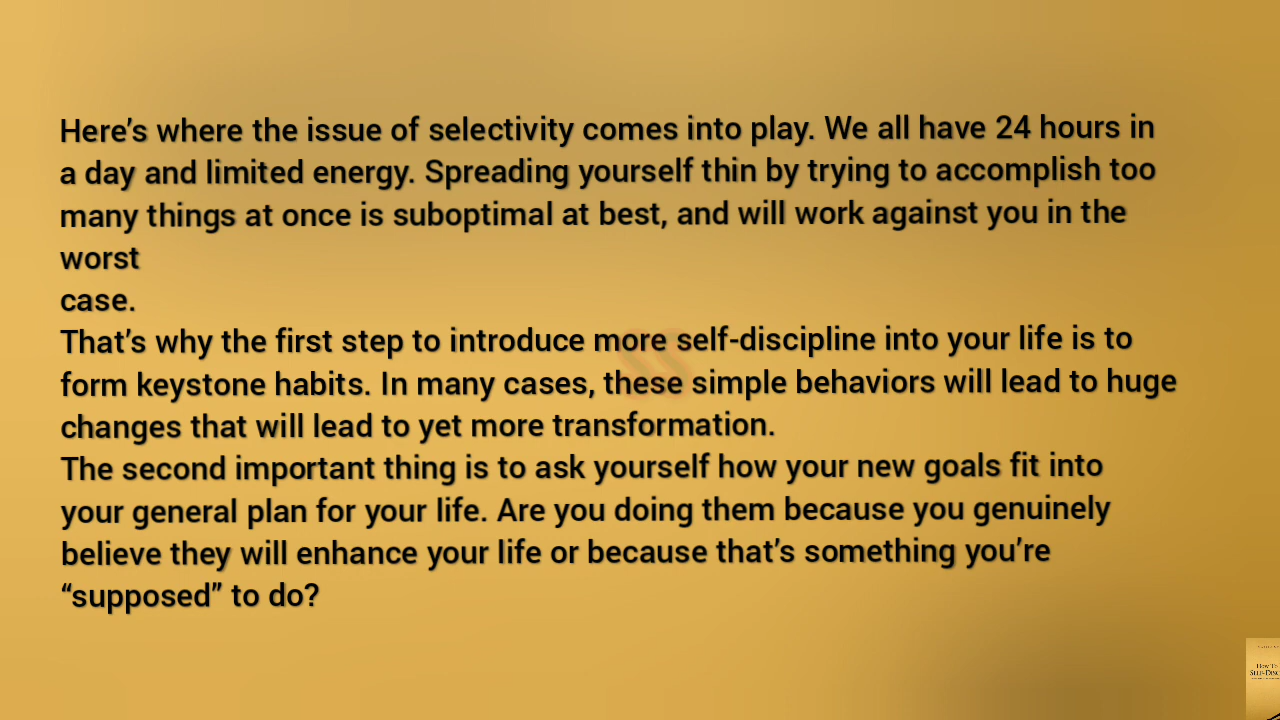 Here’s where the issue of selectivity comes into play. We all have 24 hours in
a day and limited energy. Spreading yourself thin by trying to accomplish too
many things at once is suboptimal at best, and will work against you in the
worst
case.
That’s why the first step to introduce more self-discipline into your life is to
form keystone habits. In many cases, these simple behaviors will lead to huge
changes that will lead to yet more transformation.
The second important thing is to ask yourself how your new goals fit into
your general plan for your life. Are you doing them because you genuinely
believe they will enhance your life or because that’s something you’re
“supposed” to do?
How To